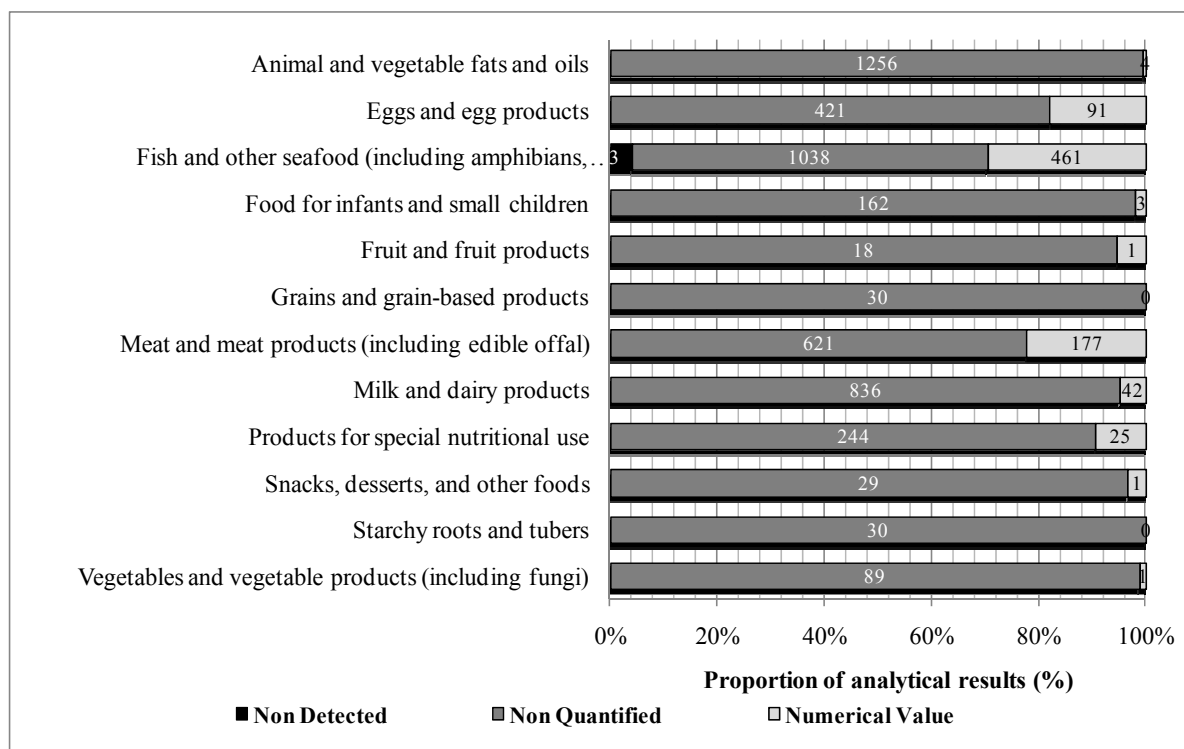 Animal and vegetable fats and oils 1256 4
Eggs and egg products 421 91
Fish and other seafood (including amphibians, … 3 1038 461
Food for infants and small children 162 3
Fruit and fruit products 18 1
Grains and grain-based products 30 0
Meat and meat products (including edible offal) 621 177
Milk and dairy products 836 42
Products for special nutritional use 244 25
Snacks, desserts, and other foods 29 1
Starchy roots and tubers 30 0
Vegetables and vegetable products (including fungi) 89 1
0% 20% 40% 60% 80% 100%
Proportion of analytical results (%)
Non Detected Non Quantified Numerical Value